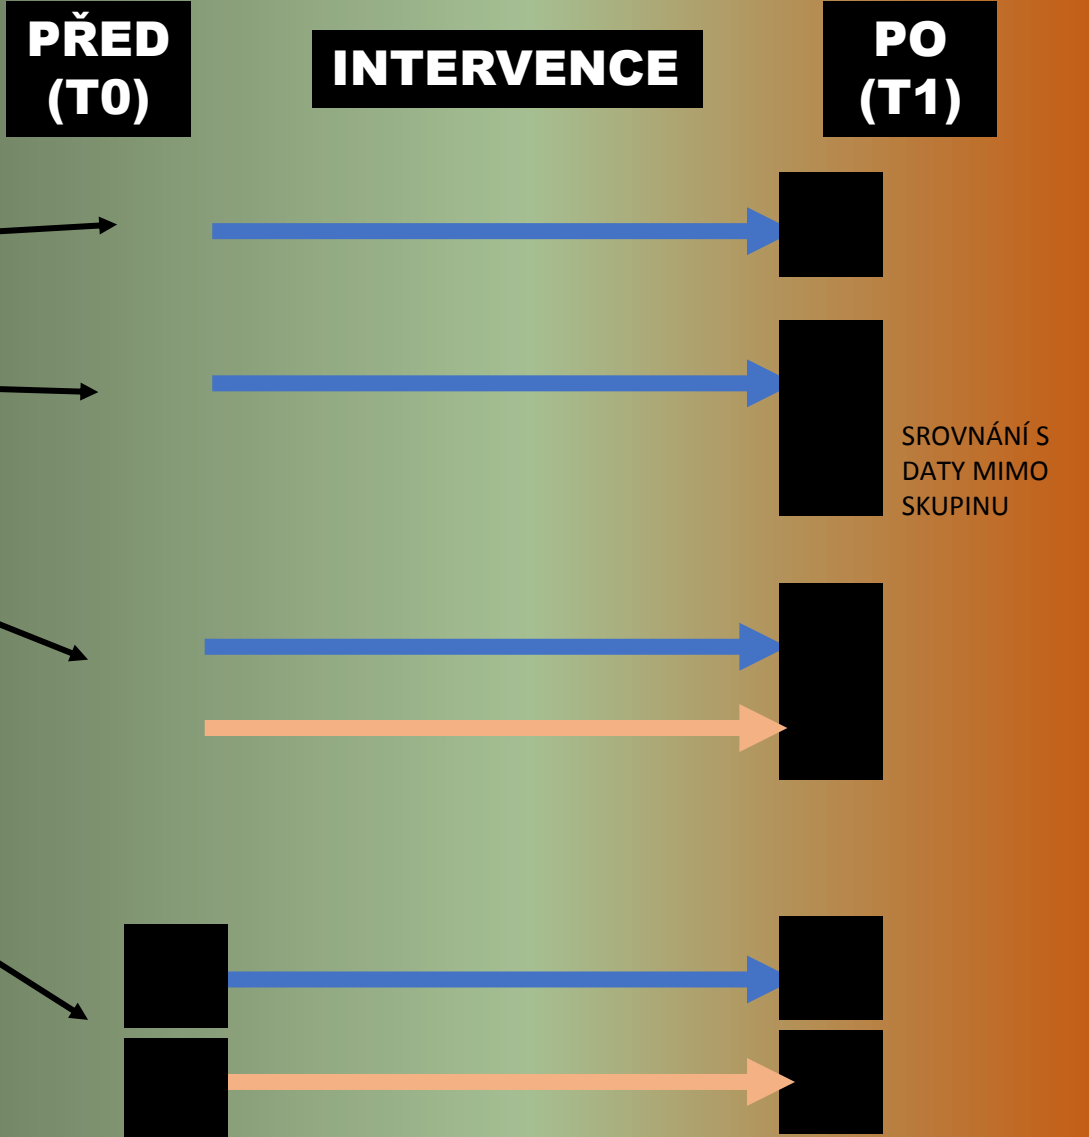 PŘED
(T0)
INTERVENCE
PO
(T1)
SROVNÁNÍ S
DATY MIMO
SKUPINU